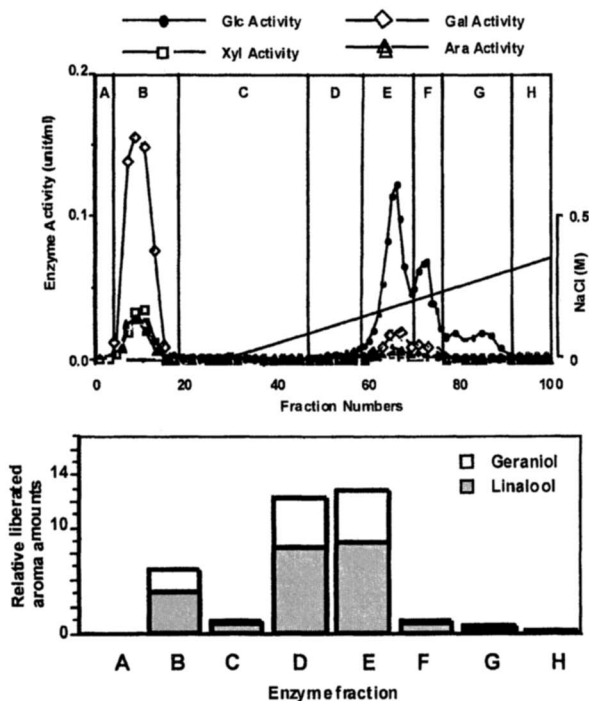 Glc Activity Gal Activity
Xyl Activity Ara Activity
0.2
A B C D E F G H
Enzyme Activity (unit/ml)
0.1
0.5
NaCl (M)
0.0 0
0 20 40 60 80 100
Fraction Numbers
Geraniol
Linalool
14
10
0
Relative liberated
aroma amounts
A B C D E F G H
Enzyme fraction